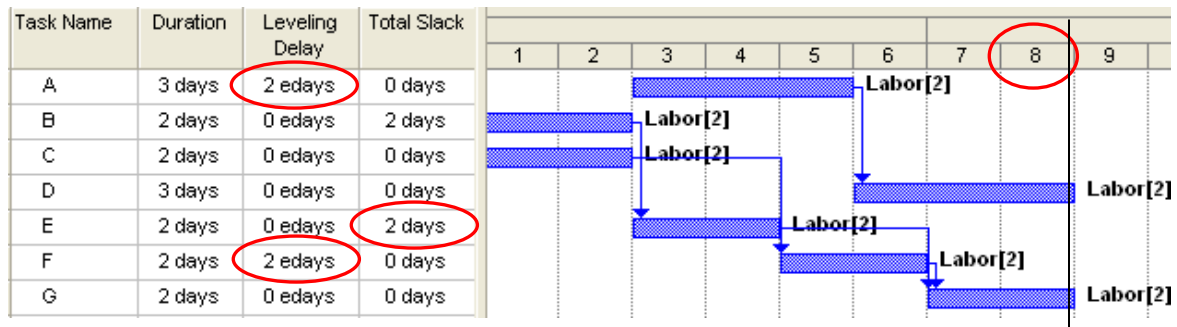 Task Name Duration Leveling Delay Total Slack
1 2 3 4 5 6 7 8 9
A 3 days 2 edays 0 days Labor[2]
B 2 days 0 edays 2 days Labor[2]
C 2 days 0 edays 0 days Labor[2]
D 3 days 0 edays 0 days Labor[2]
E 2 days 0 edays 2 days Labor[2]
F 2 days 2 edays 0 days Labor[2]
G 2 days 0 edays 0 days Labor[2]